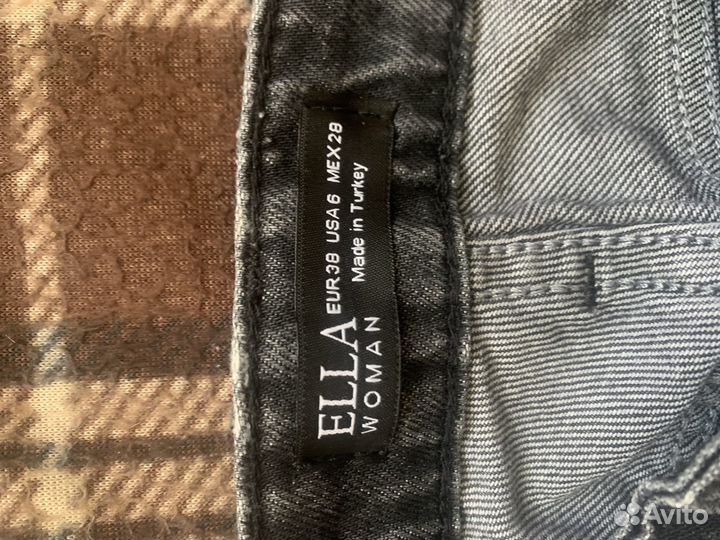 ELLA
WOMAN
EUR38 USA6 MEX28
Made in Turkey
Avito